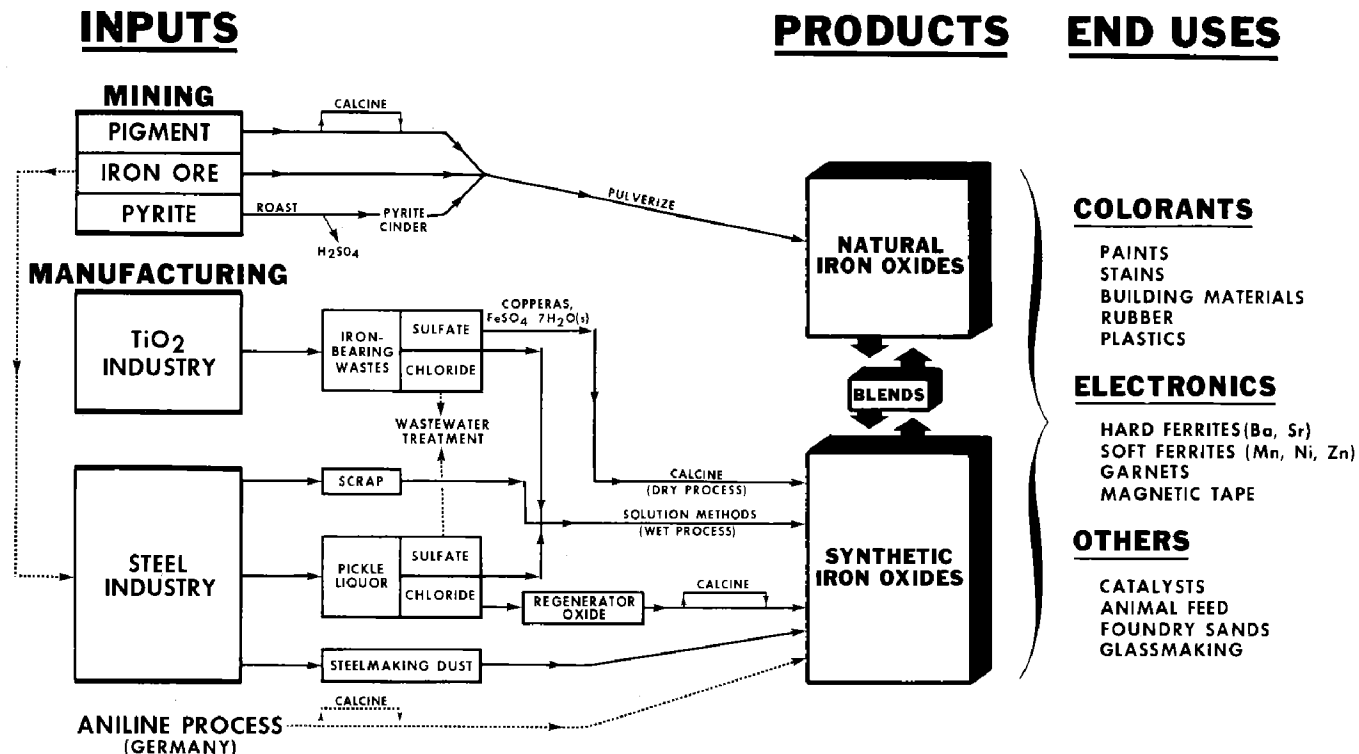 INPUTS
PRODUCTS
END USES
MINING
PIGMENT
IRON ORE
PYRITE
CALCINE
ROAST
H2SO4
PYRITE
CINDER
PULVERIZE
NATURAL
IRON OXIDES
MANUFACTURING
TiO2
INDUSTRY
IRON-
BEARING
WASTES
SULFATE
CHLORIDE
COPPERAS,
FeSO4 7H2O(s)
WASTEWATER
TREATMENT
BLENDS
STEEL
INDUSTRY
SCRAP
CALCINE
(DRY PROCESS)
SOLUTION METHODS
(WET PROCESS)
PICKLE
LIQUOR
SULFATE
CHLORIDE
REGENERATOR
OXIDE
CALCINE
STEELMAKING DUST
SYNTHETIC
IRON OXIDES
CALCINE
ANILINE PROCESS
(GERMANY)
COLORANTS
PAINTS
STAINS
BUILDING MATERIALS
RUBBER
PLASTICS
ELECTRONICS
HARD FERRITES (Ba, Sr)
SOFT FERRITES (Mn, Ni, Zn)
GARNETS
MAGNETIC TAPE
OTHERS
CATALYSTS
ANIMAL FEED
FOUNDRY SANDS
GLASSMAKING